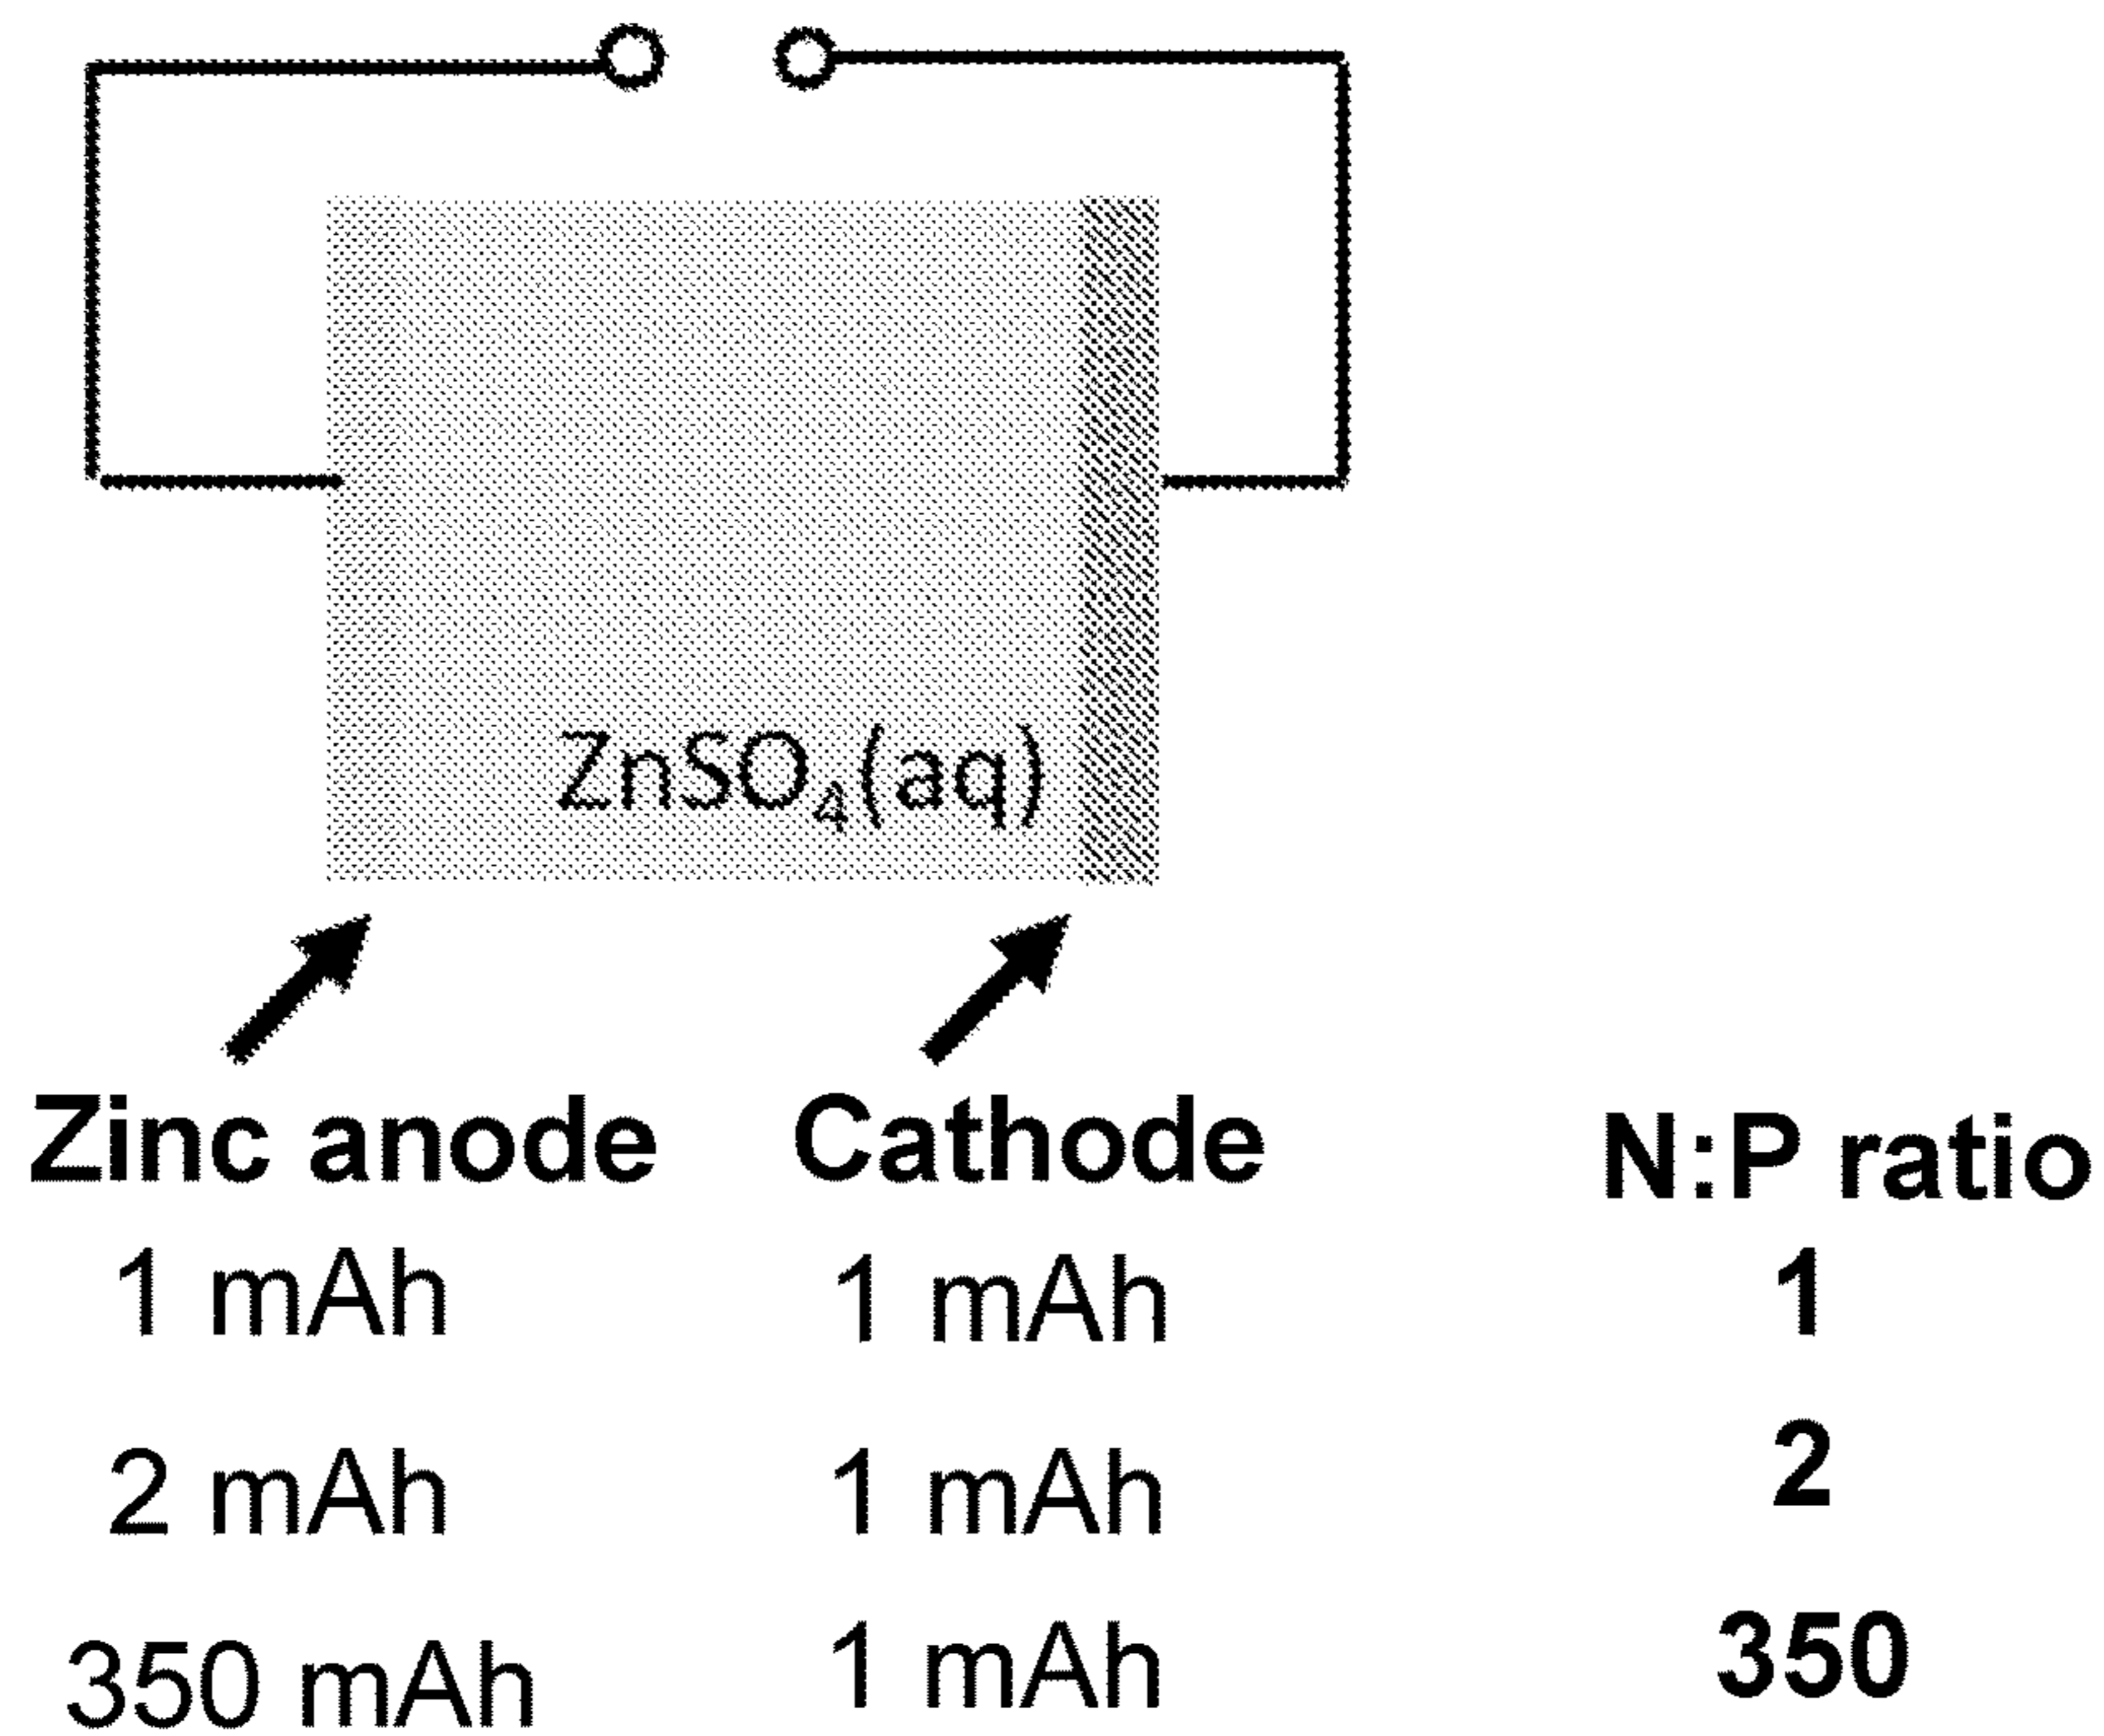 ZnSO₄(aq)
Zinc anode Cathode N:P ratio
1 mAh 1 mAh 1
2 mAh 1 mAh 2
350 mAh 1 mAh 350